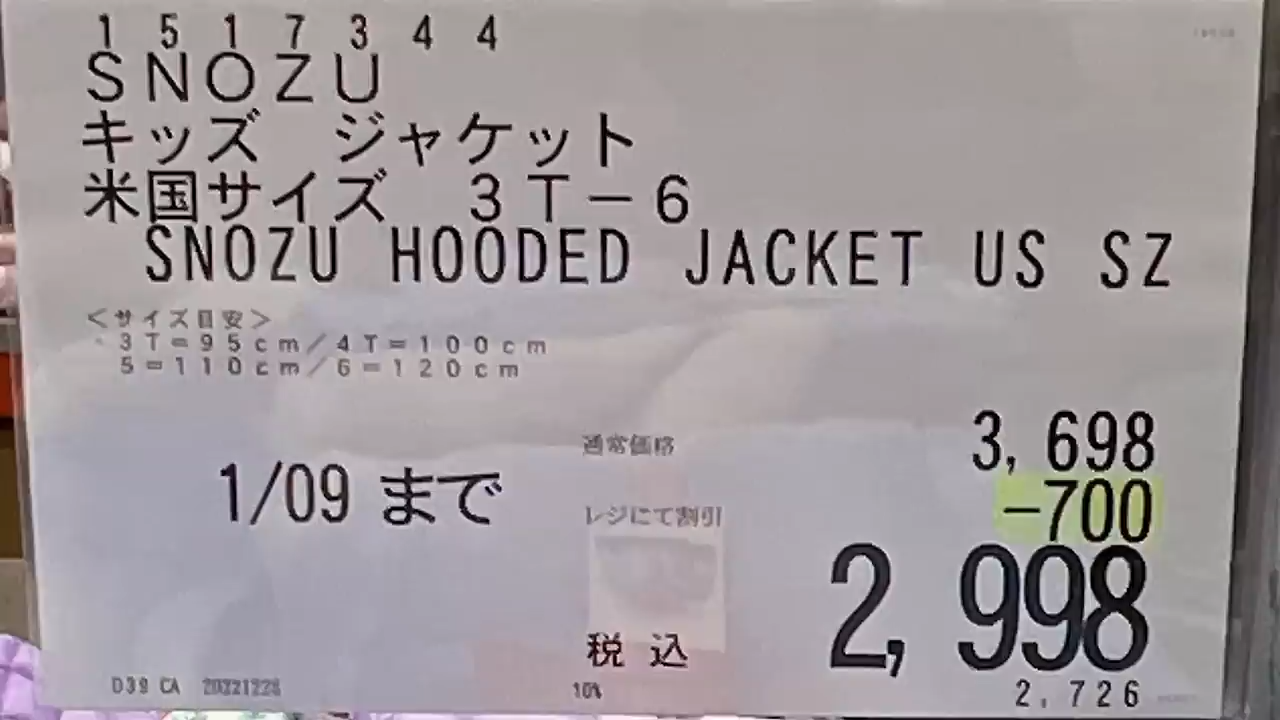 1517344
SNOZU
キッズ ジャケット
米国サイズ 3T-6
SNOZU HOODED JACKET US SZ
<サイズ目安>
・3T=95cm/4T=100cm
5=110cm/6=120cm
通常価格 3,698
1/09 まで
レジにて割引 -700
税込 2,998
D39 CA 20221228
10% 2,726